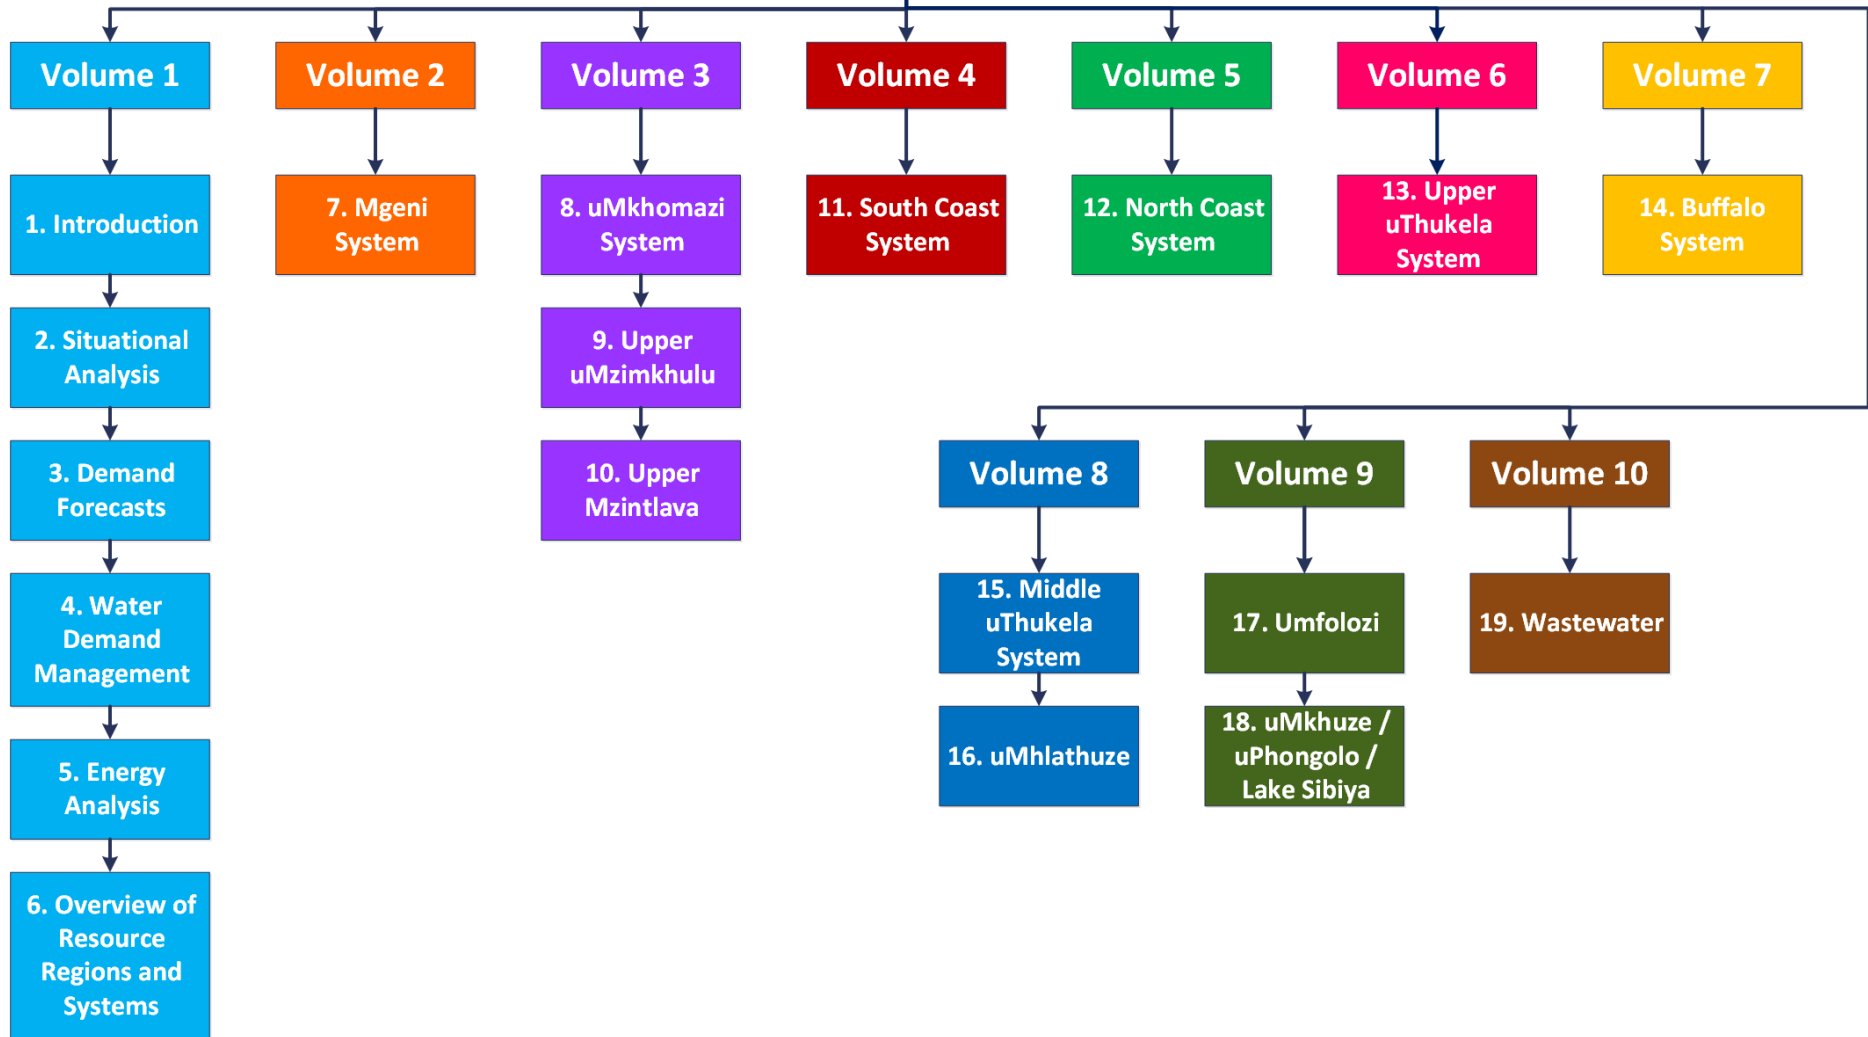 Volume 1
Volume 2
Volume 3
Volume 4
Volume 5
Volume 6
Volume 7
1. Introduction
7. Mgeni
System
8. uMkhomazi
System
11. South Coast
System
12. North Coast
System
13. Upper
uThukela
System
14. Buffalo
System
2. Situational
Analysis
9. Upper
uMzimkhulu
3. Demand
Forecasts
10. Upper
Mzintlava
Volume 8
Volume 9
Volume 10
4. Water
Demand
Management
15. Middle
uThukela
System
17. Umfolozi
19. Wastewater
5. Energy
Analysis
16. uMhlathuze
18. uMkhuze /
uPhongolo /
Lake Sibiya
6. Overview of
Resource
Regions and
Systems